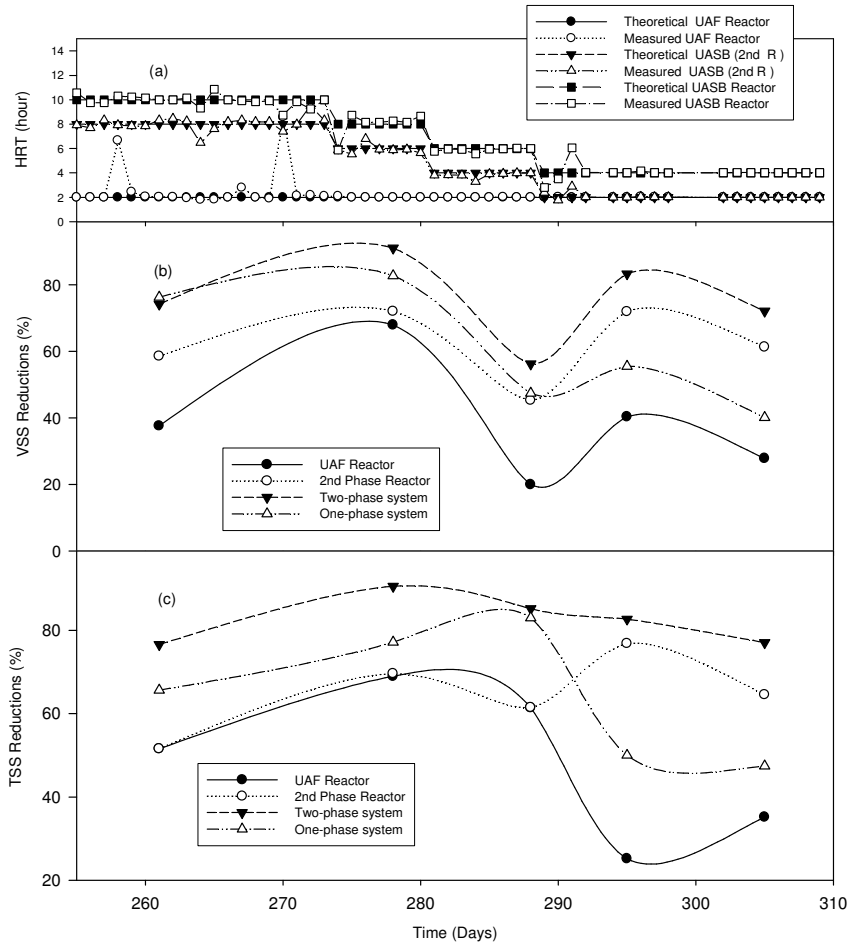 Theoretical UAF Reactor
Measured UAF Reactor
Theoretical UASB (2nd R )
Measured UASB (2nd R )
Theoretical UASB Reactor
Measured UASB Reactor
HRT (hour)
14
12
10
8
6
4
2
0
(a)
VSS Reductions (%)
80
60
40
20
0
(b)
UAF Reactor
2nd Phase Reactor
Two-phase system
One-phase system
TSS Reductions (%)
80
60
40
20
(c)
UAF Reactor
2nd Phase Reactor
Two-phase system
One-phase system
260
270
280
290
300
310
Time (Days)